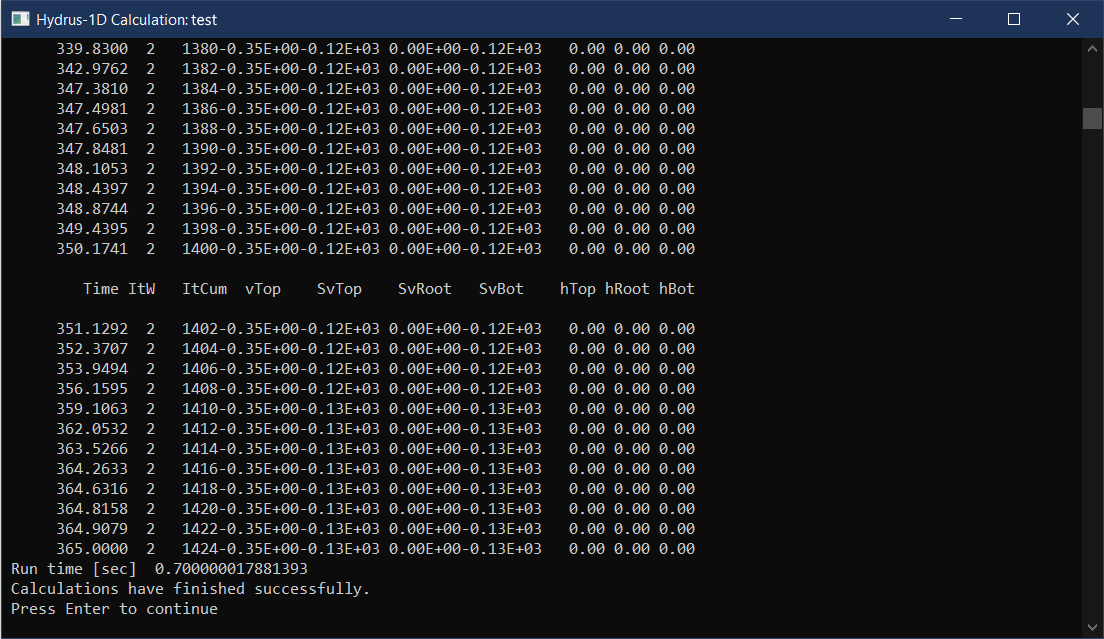 Hydrus-1D Calculation: test
339.8300  2   1380-0.35E+00-0.12E+03 0.00E+00-0.12E+03   0.00 0.00 0.00
342.9762  2   1382-0.35E+00-0.12E+03 0.00E+00-0.12E+03   0.00 0.00 0.00
347.3810  2   1384-0.35E+00-0.12E+03 0.00E+00-0.12E+03   0.00 0.00 0.00
347.4981  2   1386-0.35E+00-0.12E+03 0.00E+00-0.12E+03   0.00 0.00 0.00
347.6503  2   1388-0.35E+00-0.12E+03 0.00E+00-0.12E+03   0.00 0.00 0.00
347.8481  2   1390-0.35E+00-0.12E+03 0.00E+00-0.12E+03   0.00 0.00 0.00
348.1053  2   1392-0.35E+00-0.12E+03 0.00E+00-0.12E+03   0.00 0.00 0.00
348.4397  2   1394-0.35E+00-0.12E+03 0.00E+00-0.12E+03   0.00 0.00 0.00
348.8744  2   1396-0.35E+00-0.12E+03 0.00E+00-0.12E+03   0.00 0.00 0.00
349.4395  2   1398-0.35E+00-0.12E+03 0.00E+00-0.12E+03   0.00 0.00 0.00
350.1741  2   1400-0.35E+00-0.12E+03 0.00E+00-0.12E+03   0.00 0.00 0.00
Time ItW   ItCum  vTop    SvTop    SvRoot   SvBot    hTop hRoot hBot
351.1292  2   1402-0.35E+00-0.12E+03 0.00E+00-0.12E+03   0.00 0.00 0.00
352.3707  2   1404-0.35E+00-0.12E+03 0.00E+00-0.12E+03   0.00 0.00 0.00
353.9494  2   1406-0.35E+00-0.12E+03 0.00E+00-0.12E+03   0.00 0.00 0.00
356.1595  2   1408-0.35E+00-0.12E+03 0.00E+00-0.12E+03   0.00 0.00 0.00
359.1063  2   1410-0.35E+00-0.13E+03 0.00E+00-0.13E+03   0.00 0.00 0.00
362.0532  2   1412-0.35E+00-0.13E+03 0.00E+00-0.13E+03   0.00 0.00 0.00
363.5266  2   1414-0.35E+00-0.13E+03 0.00E+00-0.13E+03   0.00 0.00 0.00
364.2633  2   1416-0.35E+00-0.13E+03 0.00E+00-0.13E+03   0.00 0.00 0.00
364.6316  2   1418-0.35E+00-0.13E+03 0.00E+00-0.13E+03   0.00 0.00 0.00
364.8158  2   1420-0.35E+00-0.13E+03 0.00E+00-0.13E+03   0.00 0.00 0.00
364.9079  2   1422-0.35E+00-0.13E+03 0.00E+00-0.13E+03   0.00 0.00 0.00
365.0000  2   1424-0.35E+00-0.13E+03 0.00E+00-0.13E+03   0.00 0.00 0.00
Run time [sec]  0.700000017881393
Calculations have finished successfully.
Press Enter to continue